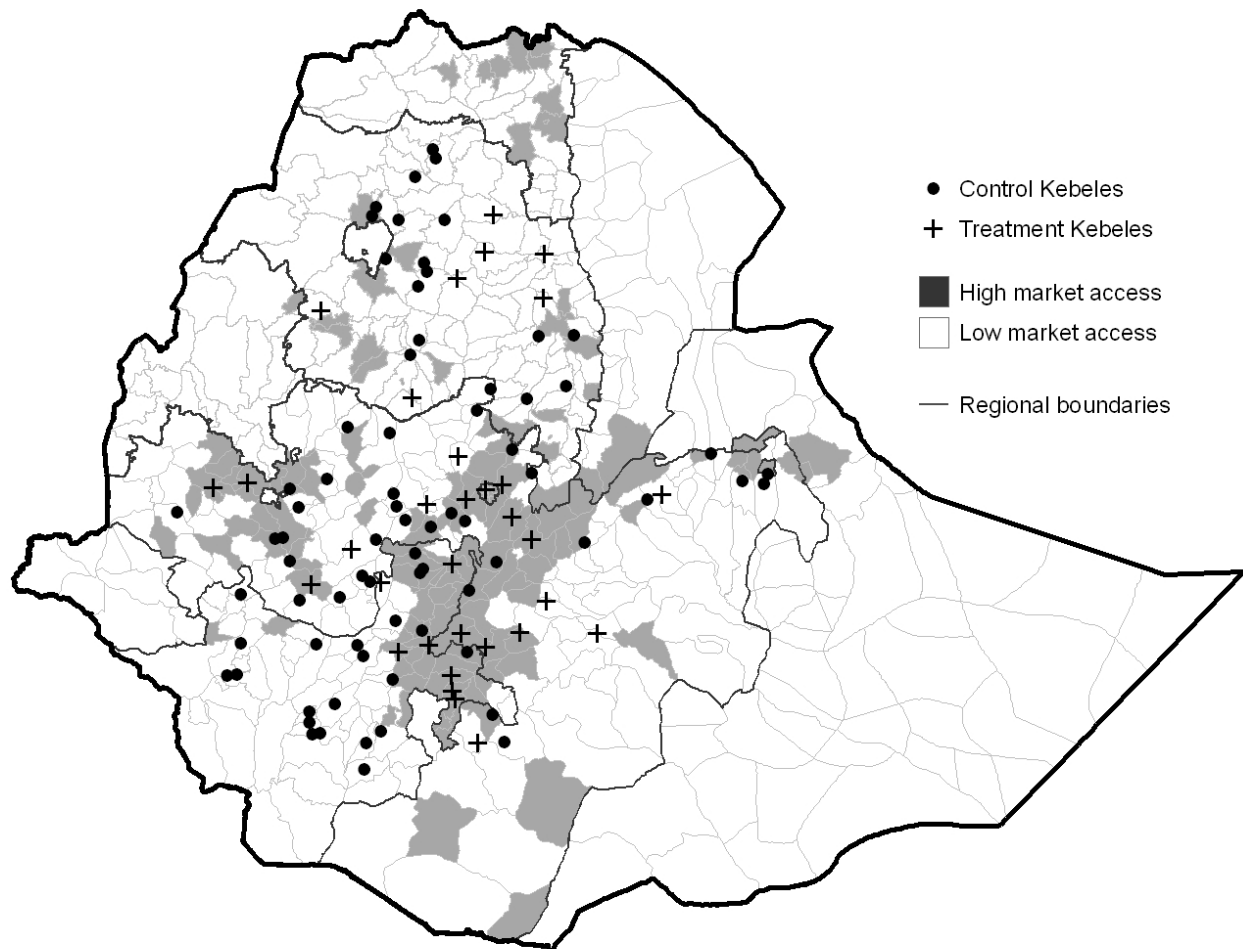 Control Kebeles
Treatment Kebeles
High market access
Low market access
Regional boundaries